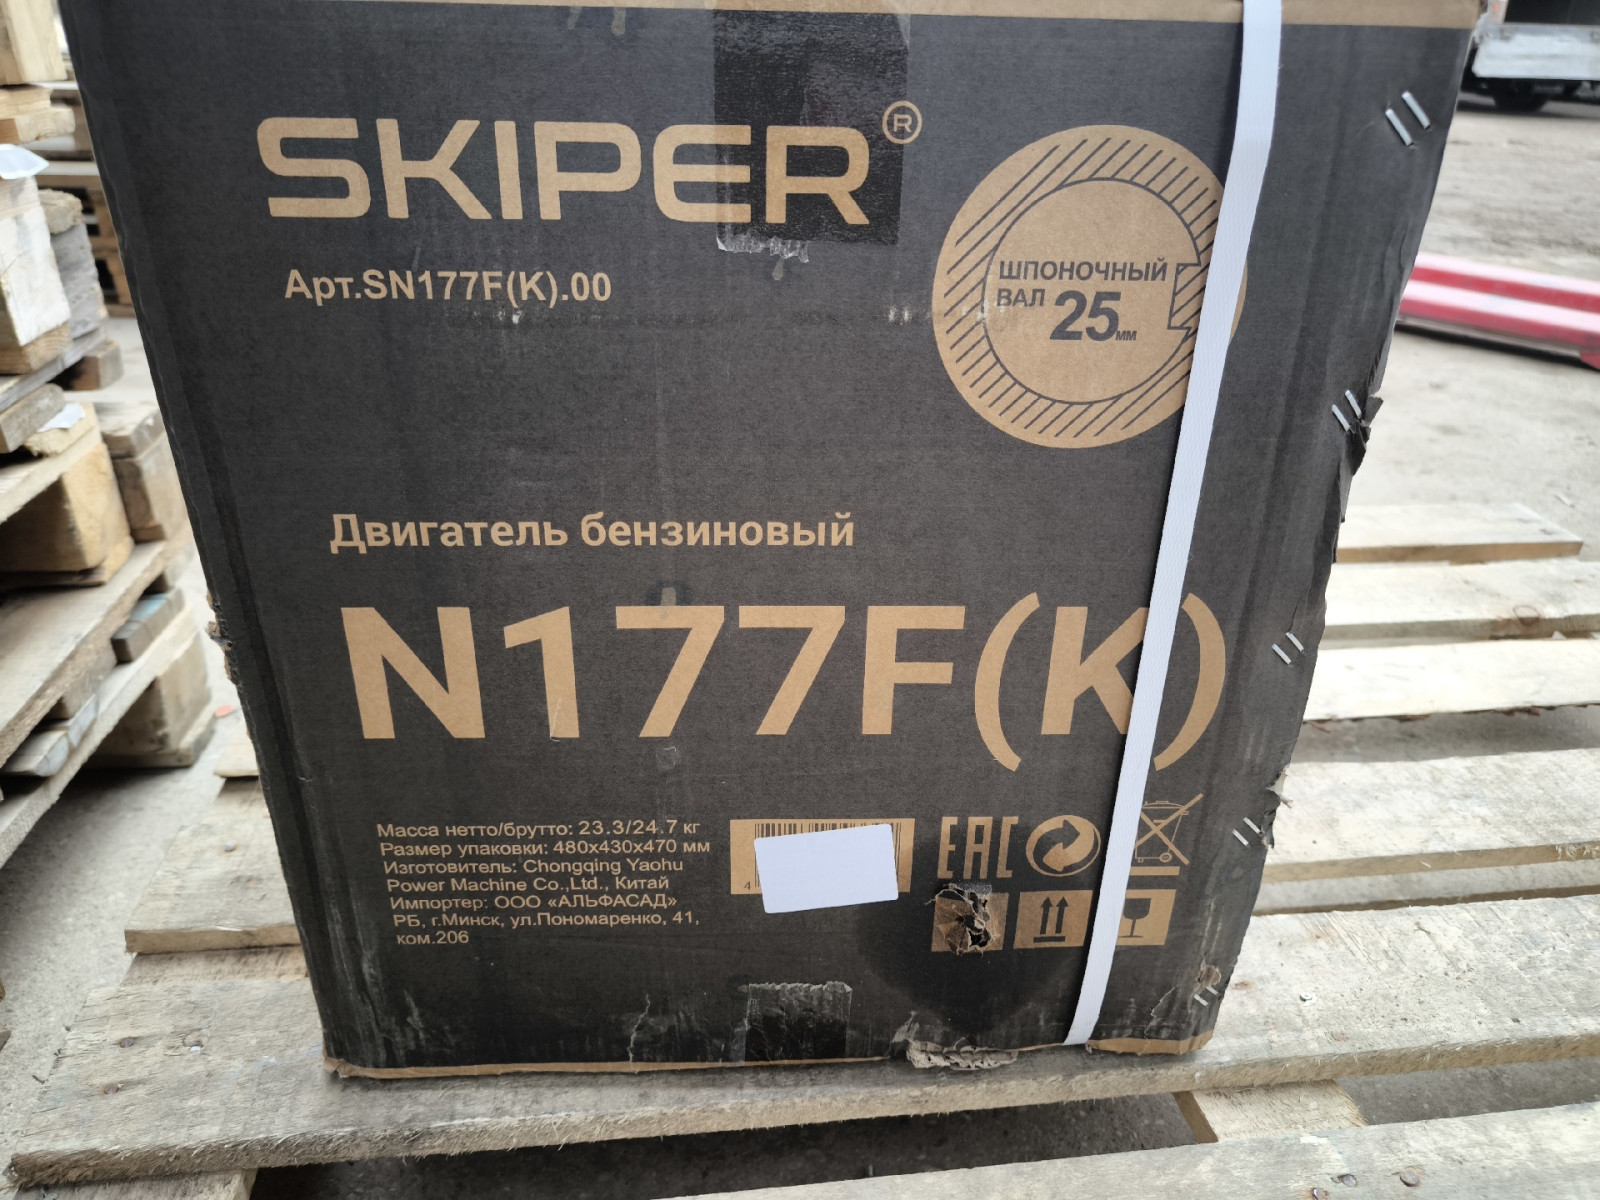 SKIPER®
Арт.SN177F(K).00
ШПОНОЧНЫЙ
ВАЛ 25мм
Двигатель бензиновый
N177F(K)
Масса нетто/брутто: 23.3/24.7 кг
Размер упаковки: 480x430x470 мм
Изготовитель: Chongqing Yaohu
Power Machine Co.,Ltd., Китай
Импортер: ООО «АЛЬФАСАД»
РБ, г.Минск, ул.Пономаренко, 41,
ком.206
4
EAC